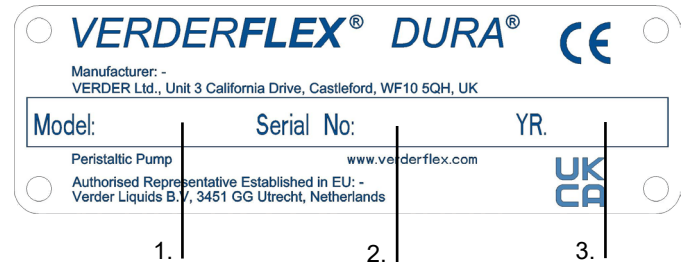 VERDERFLEX® DURA® CE
Manufacturer: -
VERDER Ltd., Unit 3 California Drive, Castleford, WF10 5QH, UK
Model: Serial No: YR.
Peristaltic Pump www.verderflex.com
Authorised Representative Established in EU: -
Verder Liquids B.V, 3451 GG Utrecht, Netherlands
UK
CA
1. 2. 3.